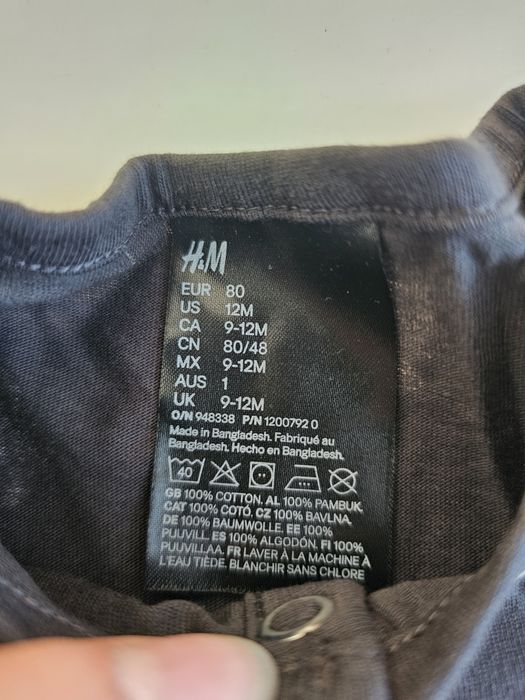 H&M
EUR 80
US 12M
CA 9-12M
CN 80/48
MX 9-12M
AUS 1
UK 9-12M
O/N 948338 P/N 1200792 0
Made in Bangladesh. Fabriqué au
Bangladesh. Hecho en Bangladesh.
40
GB 100% COTTON. AL 100% PAMBUK.
CAT 100% COTÓ. CZ 100% BAVLNA.
DE 100% BAUMWOLLE. EE 100%
PUUVILL. ES 100% ALGODÓN. FI 100%
PUUVILLAA. FR LAVER À LA MACHINE À
L'EAU TIÈDE. BLANCHIR SANS CHLORE